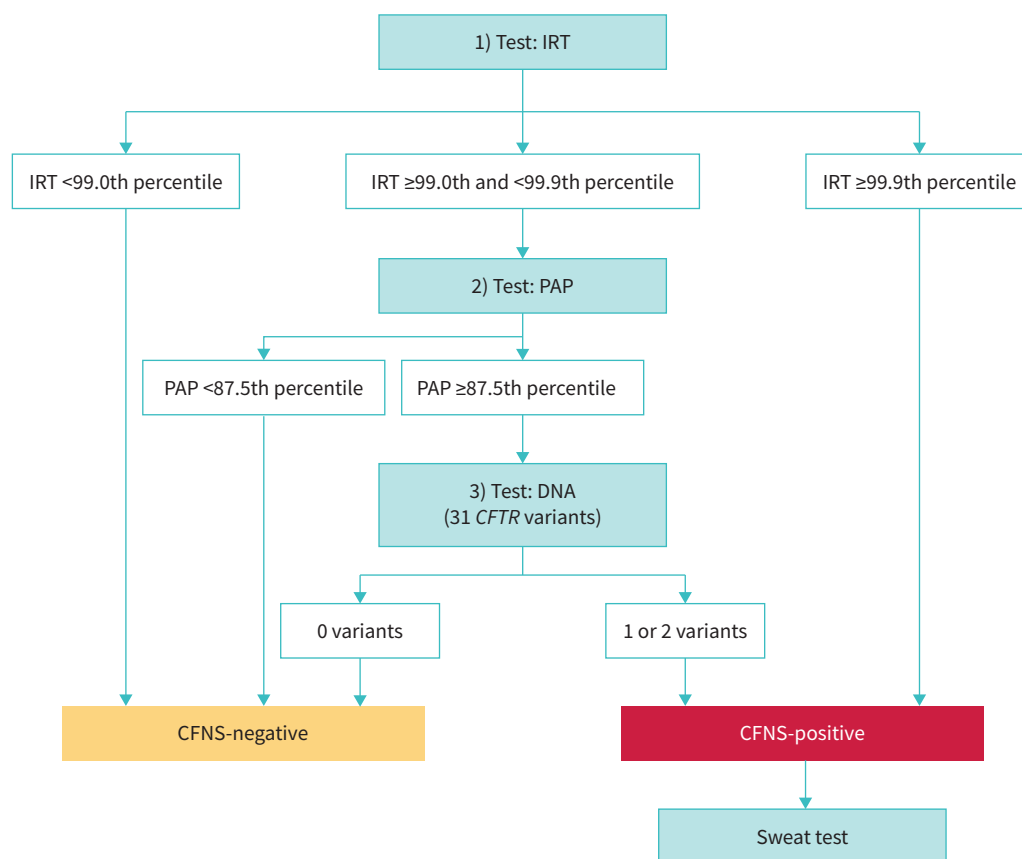 1) Test: IRT
IRT <99.0th percentile
IRT ≥99.0th and <99.9th percentile
IRT ≥99.9th percentile
2) Test: PAP
PAP <87.5th percentile
PAP ≥87.5th percentile
3) Test: DNA
(31 CFTR variants)
0 variants
1 or 2 variants
CFNS-negative
CFNS-positive
Sweat test